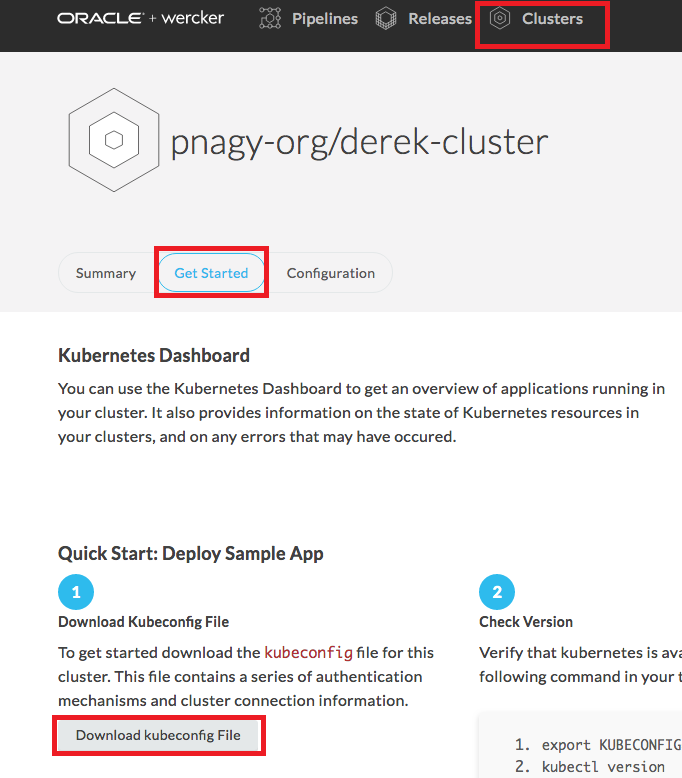 ORACLE + wercker Pipelines Releases Clusters
pnagy-org/derek-cluster
Summary Get Started Configuration
Kubernetes Dashboard
You can use the Kubernetes Dashboard to get an overview of applications running in
your cluster. It also provides information on the state of Kubernetes resources in
your clusters, and on any errors that may have occured.
Quick Start: Deploy Sample App
1
Download Kubeconfig File
To get started download the kubeconfig file for this
cluster. This file contains a series of authentication
mechanisms and cluster connection information.
Download kubeconfig File
2
Check Version
Verify that kubernetes is ava
following command in your t
1. export KUBECONFIG
2. kubectl version